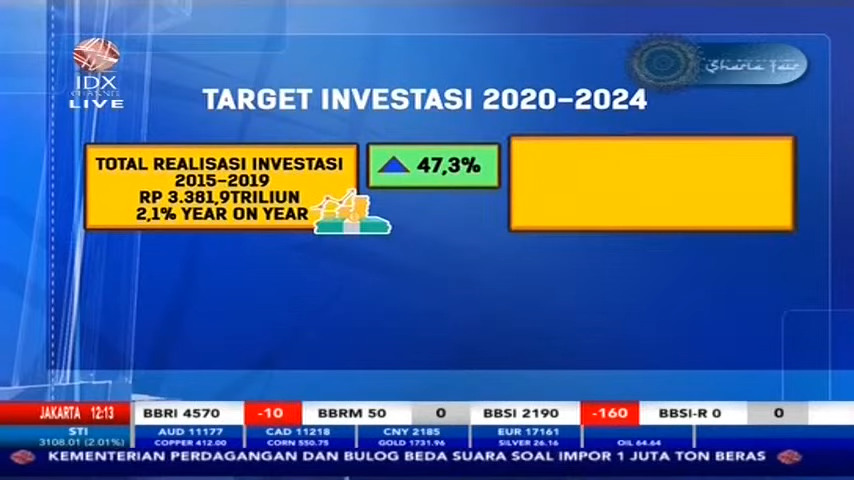 IDX
CHANNEL
LIVE
Sharia Fair
TARGET INVESTASI 2020-2024
TOTAL REALISASI INVESTASI
2015-2019
RP 3.381,9TRILIUN
2,1% YEAR ON YEAR
47,3%
JAKARTA 12:13
BBRI 4570 -10 BBRM 50 0 BBSI 2190 -160 BBSI-R 0 0
STI
3108.01 (2.01%)
AUD 11177 CAD 11218 CNY 2185 EUR 17161
COPPER 412.00 CORN 550.75 GOLD 1731.96 SILVER 26.16 OIL 64.64
KEMENTERIAN PERDAGANGAN DAN BULOG BEDA SUARA SOAL IMPOR 1 JUTA TON BERAS